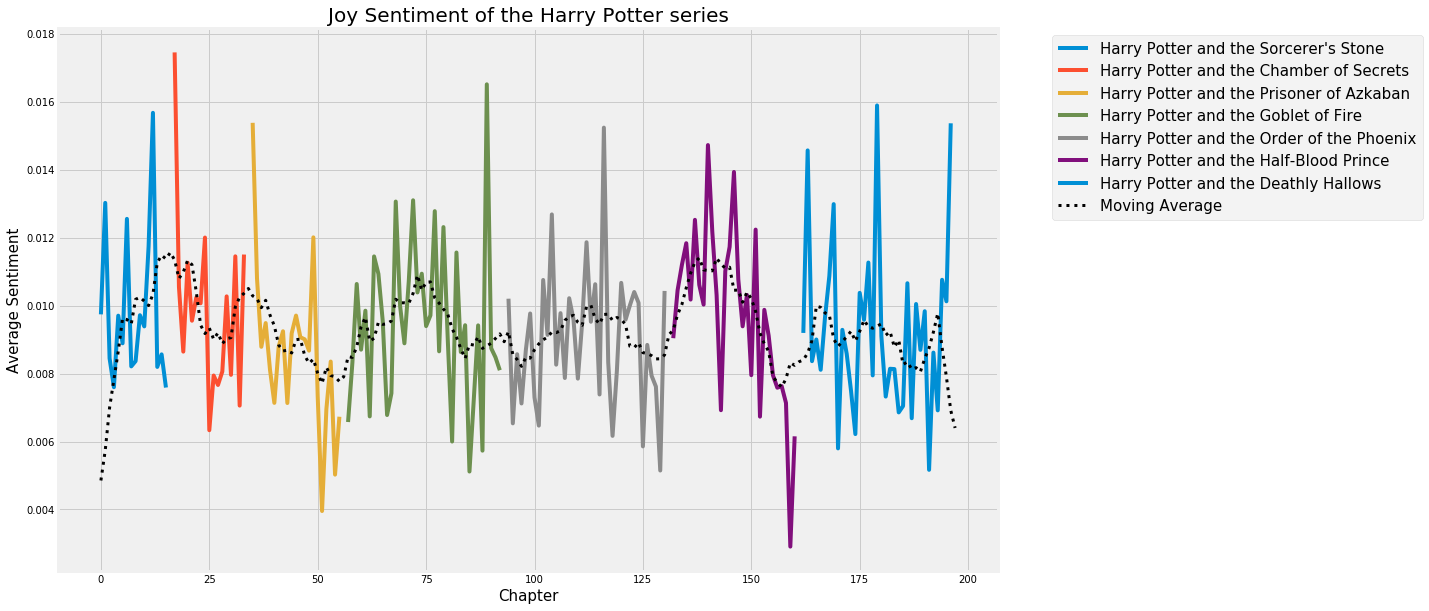 Joy Sentiment of the Harry Potter series
0.018
0.016
0.014
0.012
0.010
0.008
0.006
0.004
Average Sentiment
0
25
50
75
100
125
150
175
200
Chapter
Harry Potter and the Sorcerer's Stone
Harry Potter and the Chamber of Secrets
Harry Potter and the Prisoner of Azkaban
Harry Potter and the Goblet of Fire
Harry Potter and the Order of the Phoenix
Harry Potter and the Half-Blood Prince
Harry Potter and the Deathly Hallows
Moving Average